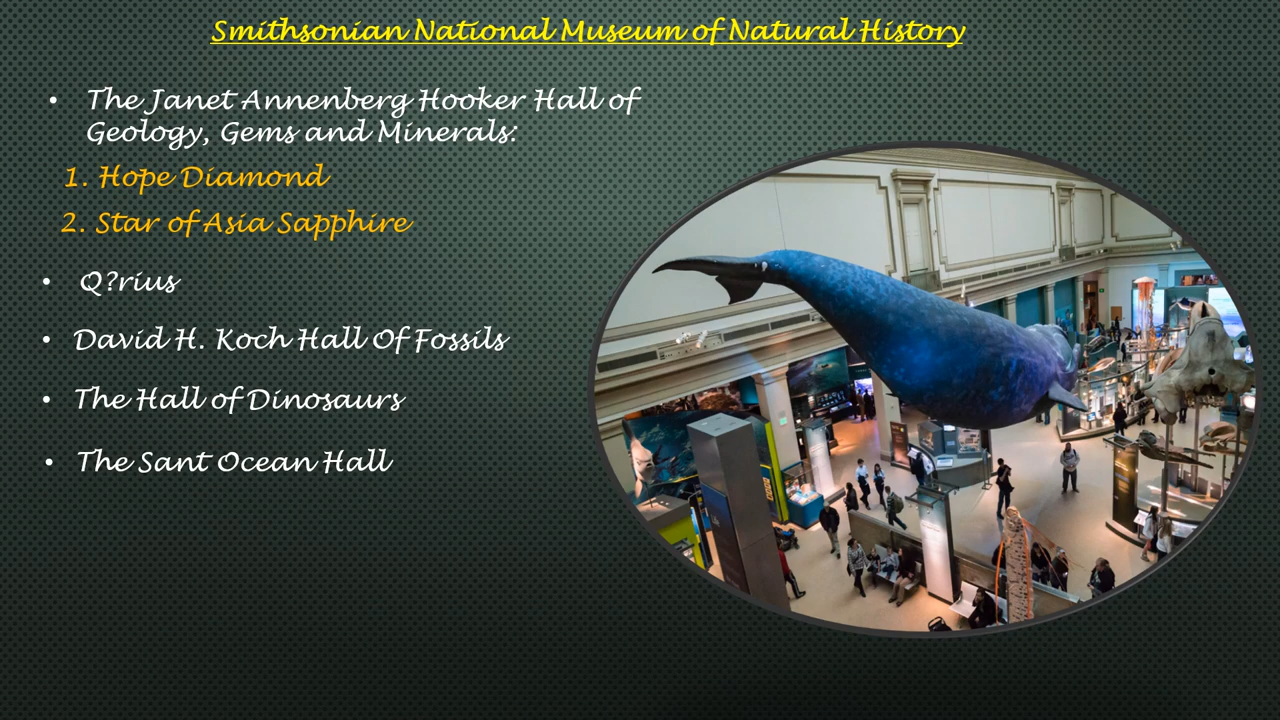 Smithsonian National Museum of Natural History
• The Janet Annenberg Hooker Hall of
Geology, Gems and Minerals:
1. Hope Diamond
2. Star of Asia Sapphire
• Q?rius
• David H. Koch Hall Of Fossils
• The Hall of Dinosaurs
• The Sant Ocean Hall